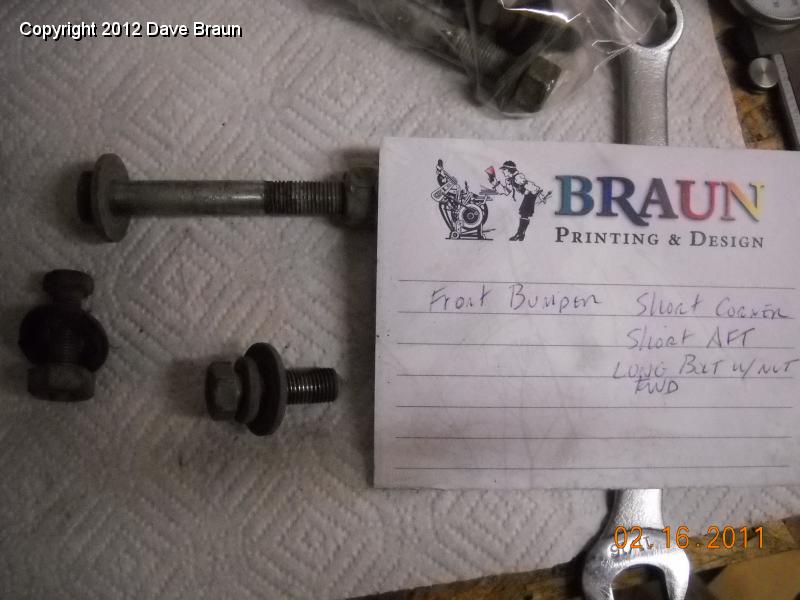 Copyright 2012 Dave Braun
BRAUN
PRINTING & DESIGN
Front Bumper Short Corner
Short AFT
LONG BOLT w/ NUT
FWD
02.16.2011